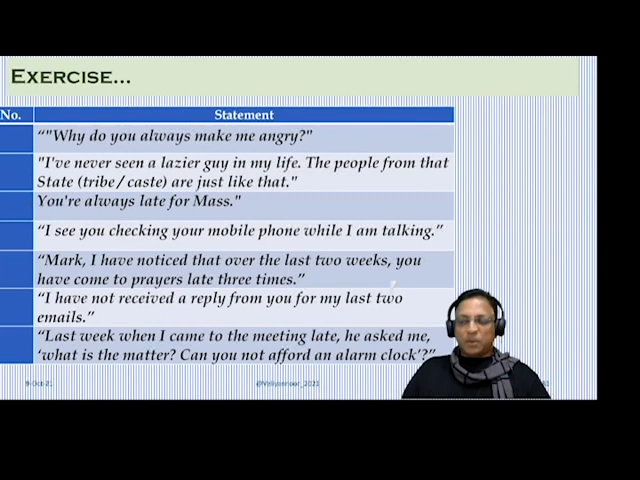 EXERCISE...
No. Statement
“"Why do you always make me angry?"
"I've never seen a lazier guy in my life. The people from that
State (tribe / caste) are just like that."
You're always late for Mass."
“I see you checking your mobile phone while I am talking.”
“Mark, I have noticed that over the last two weeks, you
have come to prayers late three times.”
“I have not received a reply from you for my last two
emails.”
“Last week when I came to the meeting late, he asked me,
‘what is the matter? Can you not afford an alarm clock’?”
9-Oct-21